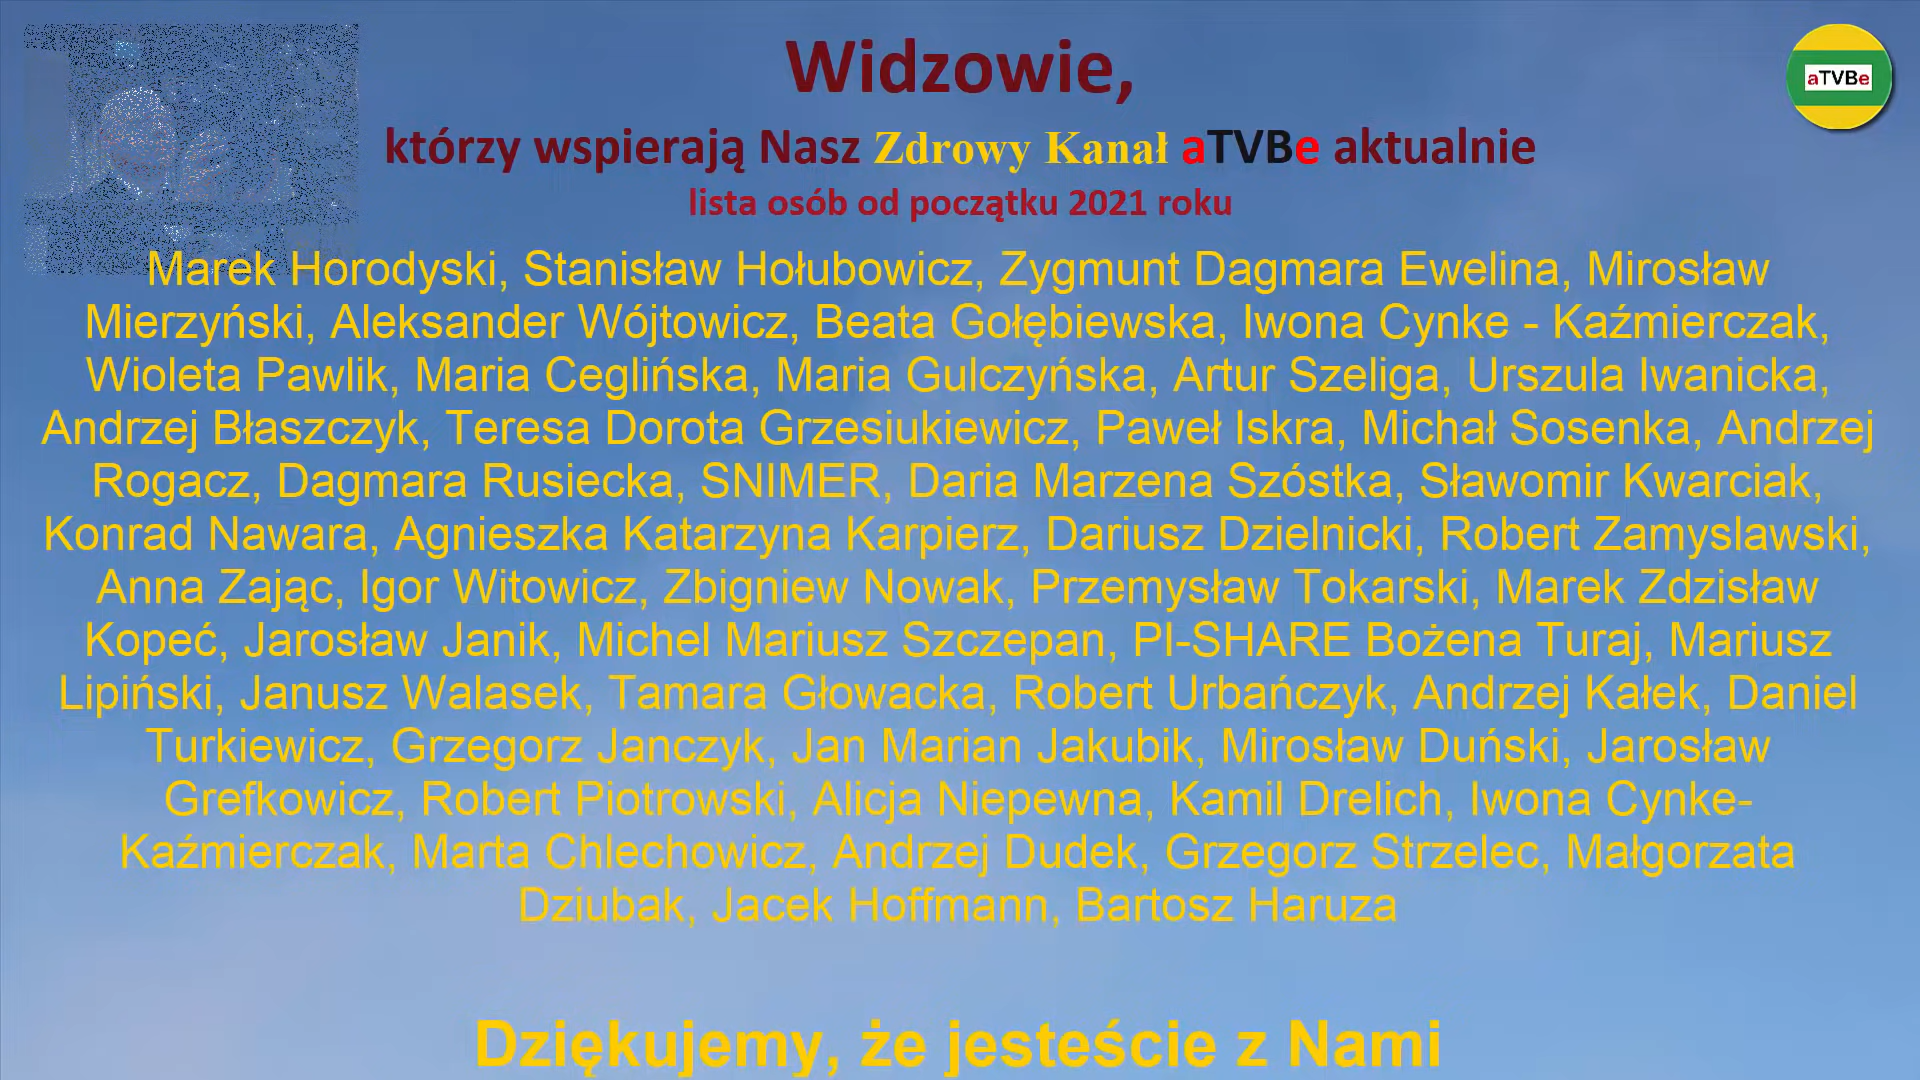 Widzowie,
aTVBe
którzy wspierają Nasz Zdrowy Kanał aTVBe aktualnie
lista osób od początku 2021 roku
Marek Horodyski, Stanisław Hołubowicz, Zygmunt Dagmara Ewelina, Mirosław
Mierzyński, Aleksander Wójtowicz, Beata Gołębiewska, Iwona Cynke - Kaźmierczak,
Wioleta Pawlik, Maria Ceglińska, Maria Gulczyńska, Artur Szeliga, Urszula Iwanicka,
Andrzej Błaszczyk, Teresa Dorota Grzesiukiewicz, Paweł Iskra, Michał Sosenka, Andrzej
Rogacz, Dagmara Rusiecka, SNIMER, Daria Marzena Szóstka, Sławomir Kwarciak,
Konrad Nawara, Agnieszka Katarzyna Karpierz, Dariusz Dzielnicki, Robert Zamyslawski,
Anna Zając, Igor Witowicz, Zbigniew Nowak, Przemysław Tokarski, Marek Zdzisław
Kopeć, Jarosław Janik, Michel Mariusz Szczepan, PI-SHARE Bożena Turaj, Mariusz
Lipiński, Janusz Walasek, Tamara Głowacka, Robert Urbańczyk, Andrzej Kałek, Daniel
Turkiewicz, Grzegorz Janczyk, Jan Marian Jakubik, Mirosław Duński, Jarosław
Grefkowicz, Robert Piotrowski, Alicja Niepewna, Kamil Drelich, Iwona Cynke-
Kaźmierczak, Marta Chlechowicz, Andrzej Dudek, Grzegorz Strzelec, Małgorzata
Dziubak, Jacek Hoffmann, Bartosz Haruza
Dziękujemy, że jesteście z Nami